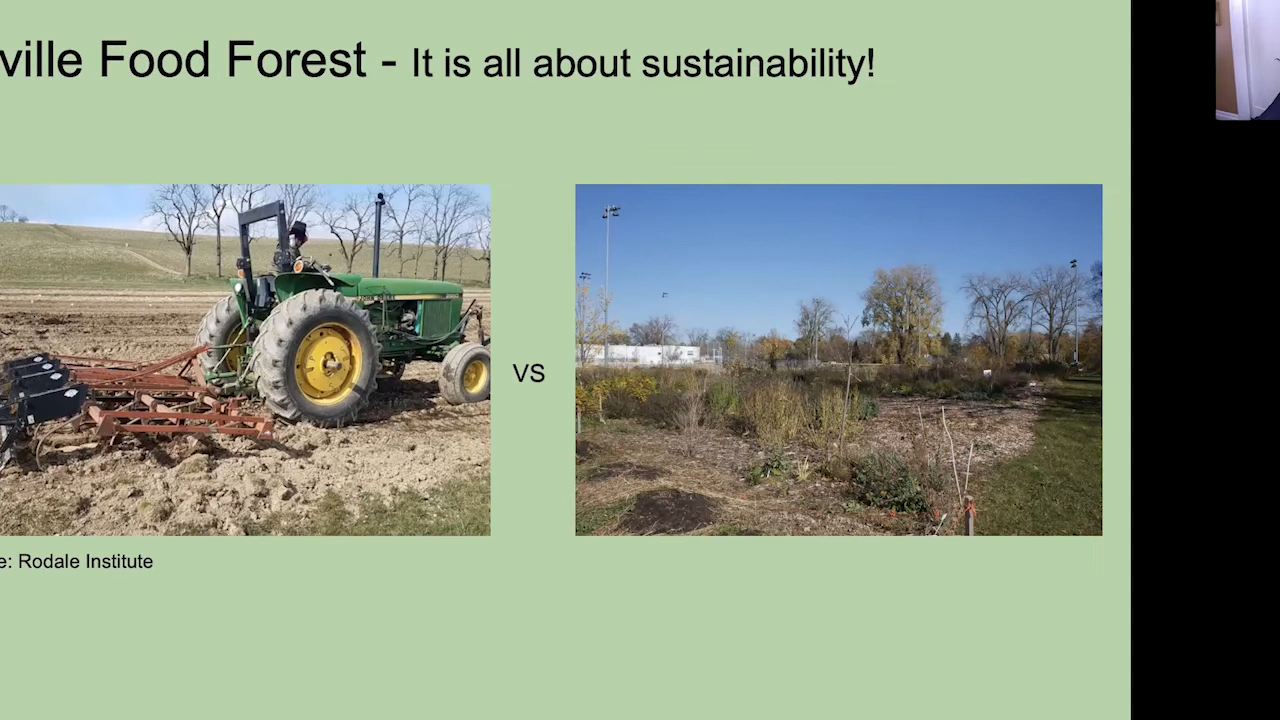 ville Food Forest - It is all about sustainability!
vs
e: Rodale Institute